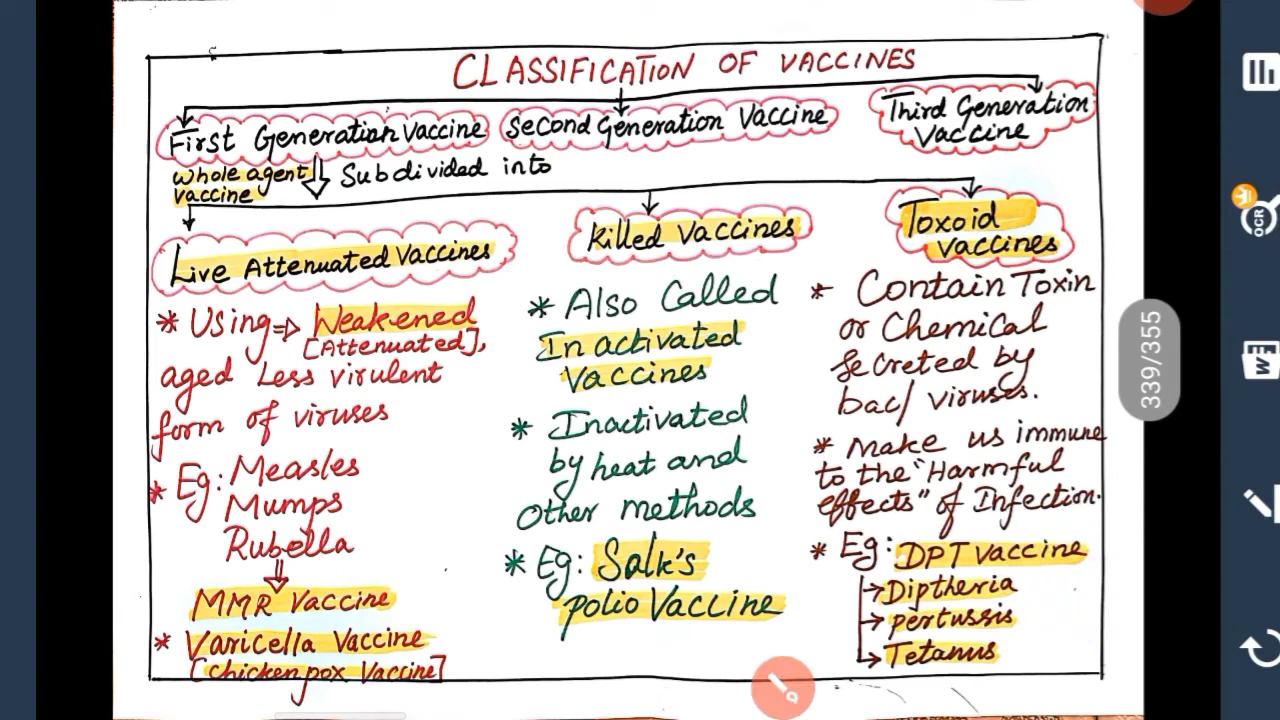 CLASSIFICATION OF VACCINES
First Generation Vaccine
Second Generation Vaccine
Third Generation
Vaccine
whole agent
vaccine
Subdivided into
Live Attenuated Vaccines
Killed Vaccines
Toxoid
vaccines
* Using => Weakened
[Attenuated],
aged Less virulent
form of viruses
* Eg: Measles
Mumps
Rubella
MMR Vaccine
* Varicella Vaccine
[Chickenpox Vaccine]
* Also Called
Inactivated
Vaccines
* Inactivated
by heat and
Other methods
* Eg: Salk's
polio Vaccine
* Contain Toxin
or Chemical
secreted by
bac/ viruses.
* Make us immune
to the "Harmful
effects" of Infection.
* Eg: DPT vaccine
→ Diptheria
→ pertussis
→ Tetanus
339/355
OCR
W